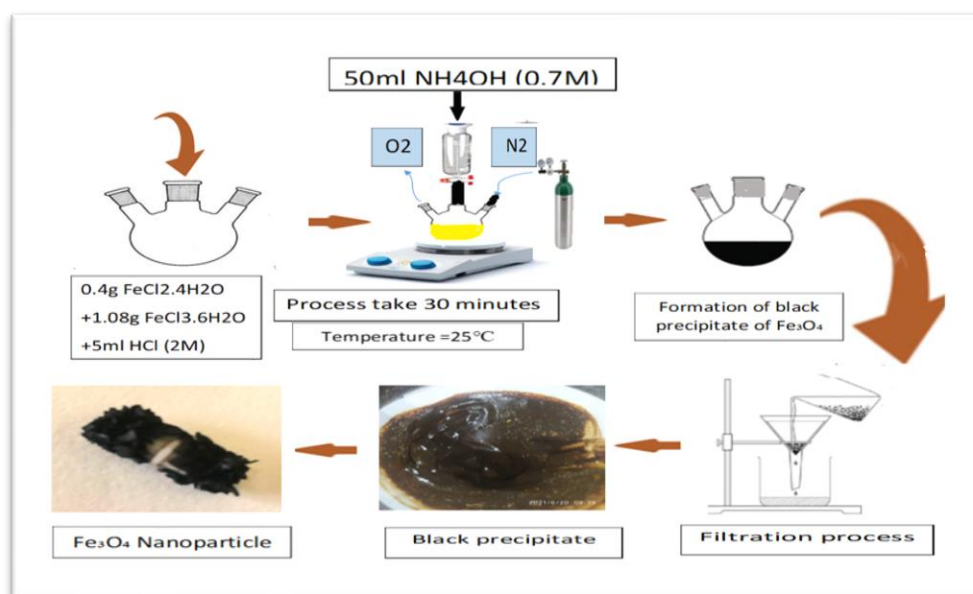 50ml NH4OH (0.7M)
O2
N2
0.4g FeCl2.4H2O
+1.08g FeCl3.6H2O
+5ml HCl (2M)
Process take 30 minutes
Temperature =25℃
Formation of black
precipitate of Fe₃O₄
Fe₃O₄ Nanoparticle
Black precipitate
Filtration process